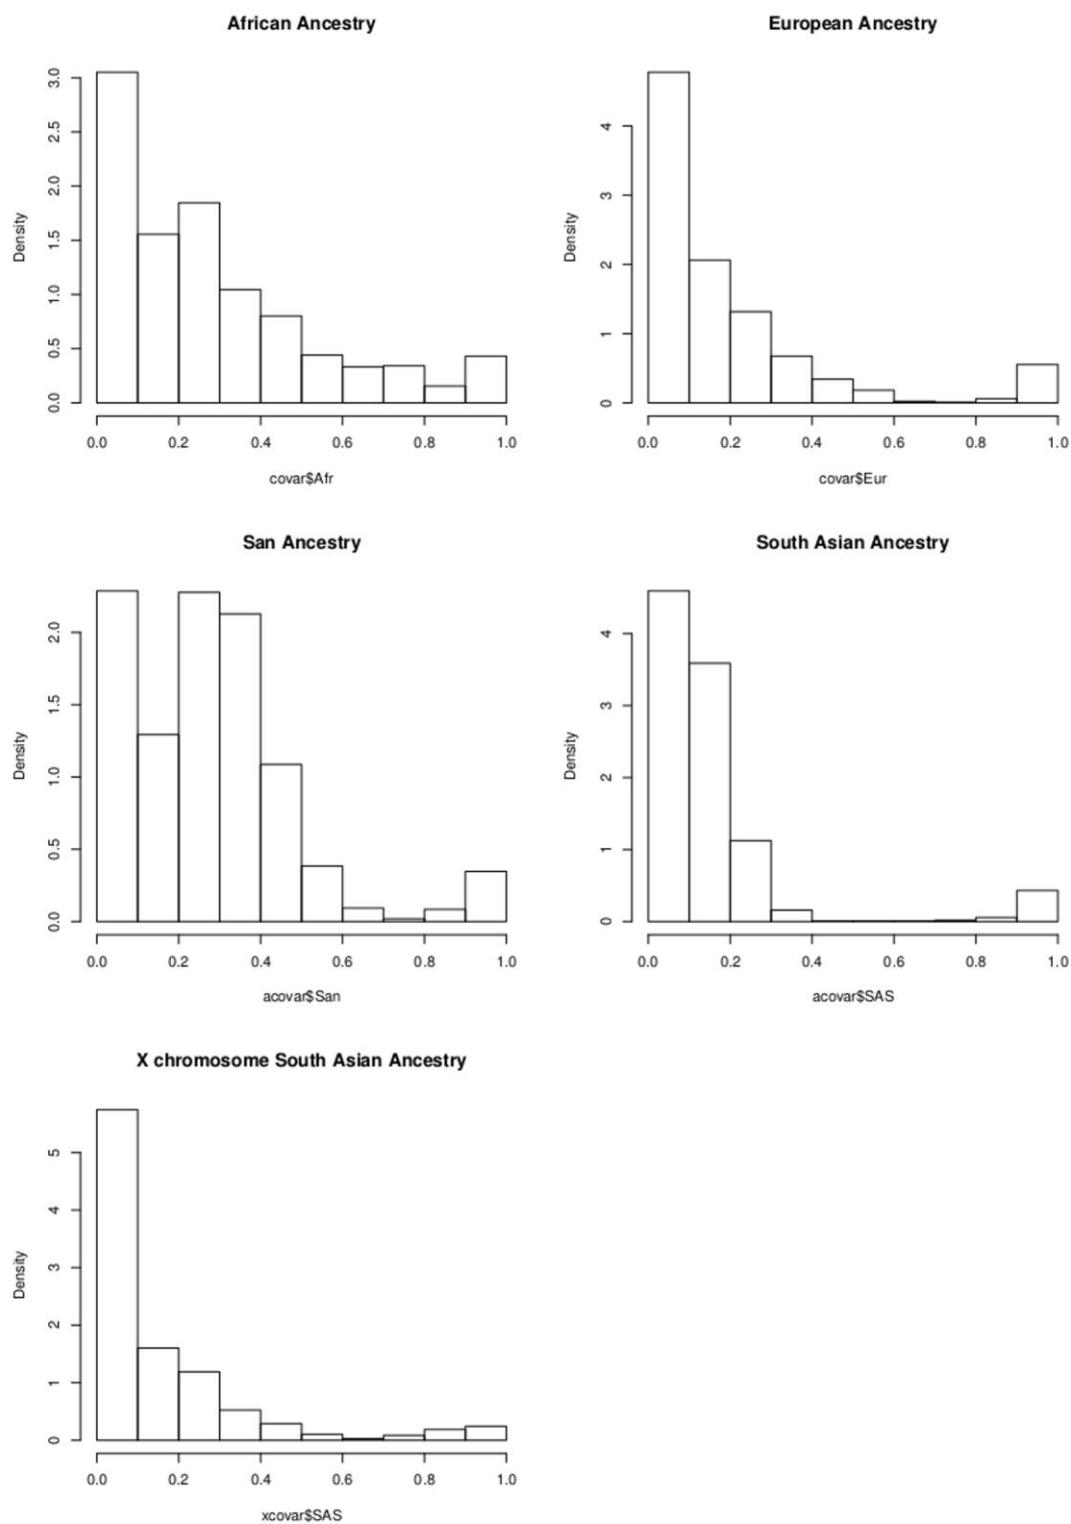 African Ancestry
Density
3.0
2.5
2.0
1.5
1.0
0.5
0.0
0.0 0.2 0.4 0.6 0.8 1.0
covar$Afr
European Ancestry
Density
4
3
2
1
0
0.0 0.2 0.4 0.6 0.8 1.0
covar$Eur
San Ancestry
Density
2.0
1.5
1.0
0.5
0.0
0.0 0.2 0.4 0.6 0.8 1.0
acovar$San
South Asian Ancestry
Density
4
3
2
1
0
0.0 0.2 0.4 0.6 0.8 1.0
acovar$SAS
X chromosome South Asian Ancestry
Density
5
4
3
2
1
0
0.0 0.2 0.4 0.6 0.8 1.0
xcovar$SAS